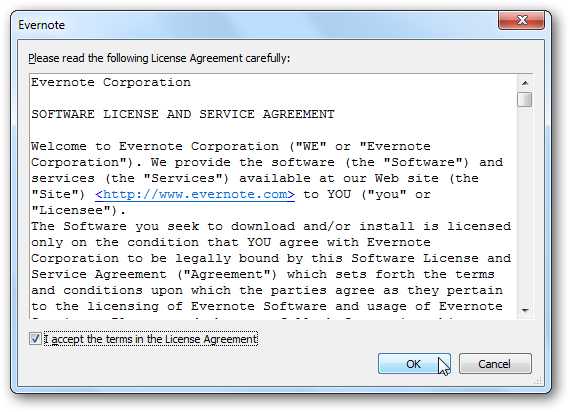 Evernote
Please read the following License Agreement carefully:
Evernote Corporation
SOFTWARE LICENSE AND SERVICE AGREEMENT
Welcome to Evernote Corporation ("WE" or "Evernote
Corporation"). We provide the software (the "Software") and
services (the "Services") available at our Web site (the
"Site") <http://www.evernote.com> to YOU ("you" or
"Licensee").
The Software you seek to download and/or install is licensed
only on the condition that YOU agree with Evernote
Corporation to be legally bound by this Software License and
Service Agreement ("Agreement") which sets forth the terms
and conditions upon which the parties agree as they pertain
to the licensing of Evernote Software and usage of Evernote
I accept the terms in the License Agreement
OK
Cancel